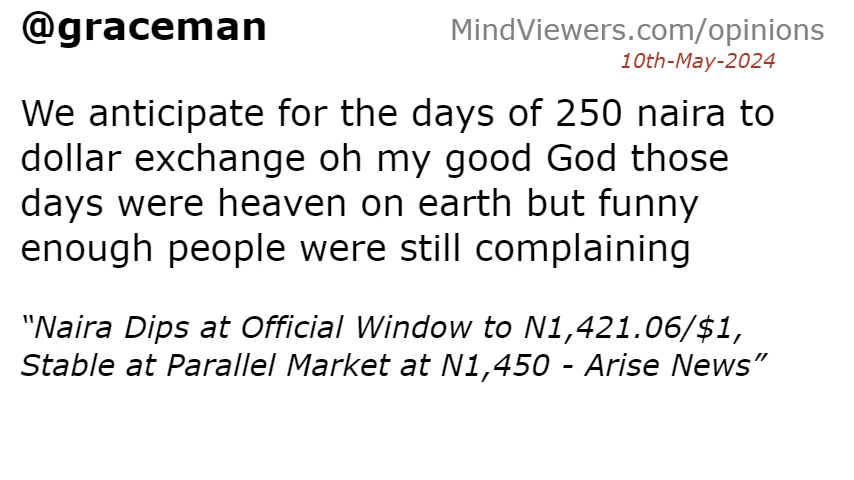 @graceman
MindViewers.com/opinions
10th-May-2024
We anticipate for the days of 250 naira to
dollar exchange oh my good God those
days were heaven on earth but funny
enough people were still complaining
“Naira Dips at Official Window to N1,421.06/$1,
Stable at Parallel Market at N1,450 - Arise News”